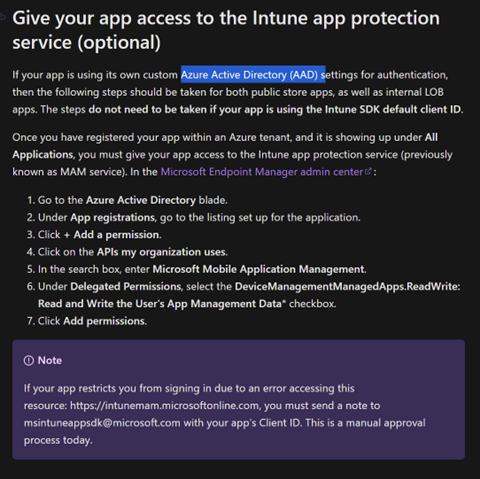 Give your app access to the Intune app protection
service (optional)
If your app is using its own custom Azure Active Directory (AAD) settings for authentication,
then the following steps should be taken for both public store apps, as well as internal LOB
apps. The steps do not need to be taken if your app is using the Intune SDK default client ID.
Once you have registered your app within an Azure tenant, and it is showing up under All
Applications, you must give your app access to the Intune app protection service (previously
known as MAM service). In the Microsoft Endpoint Manager admin center:
1. Go to the Azure Active Directory blade.
2. Under App registrations, go to the listing set up for the application.
3. Click + Add a permission.
4. Click on the APIs my organization uses.
5. In the search box, enter Microsoft Mobile Application Management.
6. Under Delegated Permissions, select the DeviceManagementManagedApps.ReadWrite:
Read and Write the User's App Management Data* checkbox.
7. Click Add permissions.
Note
If your app restricts you from signing in due to an error accessing this
resource: https://intunemam.microsoftonline.com, you must send a note to
msintuneappsdk@microsoft.com with your app's Client ID. This is a manual approval
process today.